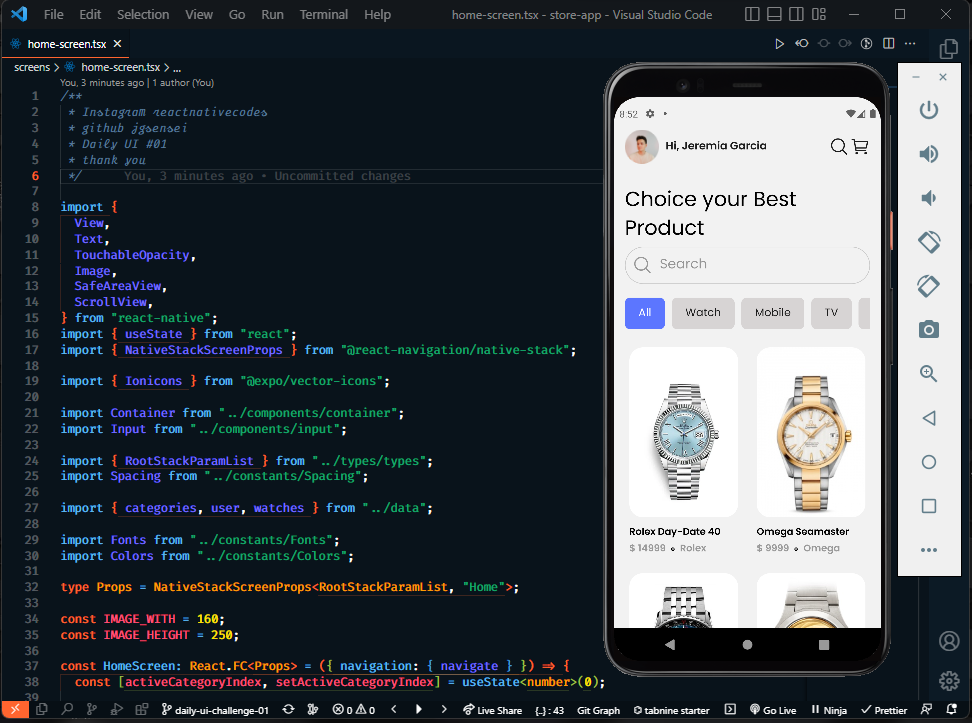 File Edit Selection View Go Run Terminal Help home-screen.tsx - store-app - Visual Studio Code
home-screen.tsx
screens > home-screen.tsx > ...
You, 3 minutes ago | 1 author (You)
1 /**
2 * Instagram reactnativecodes
3 * github jgsensei
4 * Daily UI #01
5 * thank you
6 */ You, 3 minutes ago • Uncommitted changes
7
8 import {
9 View,
10 Text,
11 TouchableOpacity,
12 Image,
13 SafeAreaView,
14 ScrollView,
15 } from "react-native";
16 import { useState } from "react";
17 import { NativeStackScreenProps } from "@react-navigation/native-stack";
18
19 import { Ionicons } from "@expo/vector-icons";
20
21 import Container from "../components/container";
22 import Input from "../components/input";
23
24 import { RootStackParamList } from "../types/types";
25 import Spacing from "../constants/Spacing";
26
27 import { categories, user, watches } from "../data";
28
29 import Fonts from "../constants/Fonts";
30 import Colors from "../constants/Colors";
31
32 type Props = NativeStackScreenProps<RootStackParamList, "Home">;
33
34 const IMAGE_WITH = 160;
35 const IMAGE_HEIGHT = 250;
36
37 const HomeScreen: React.FC<Props> = ({ navigation: { navigate } }) => {
38 const [activeCategoryIndex, setActiveCategoryIndex] = useState<number>(0);
39
8:52
Hi, Jeremia Garcia
Choice your Best
Product
Search
All Watch Mobile TV
Rolex Day-Date 40 Omega Seamaster
$ 14999 • Rolex $ 9999 • Omega
daily-ui-challenge-01 0 0 Live Share {..} : 43 Git Graph tabnine starter Go Live 11 Ninja Prettier